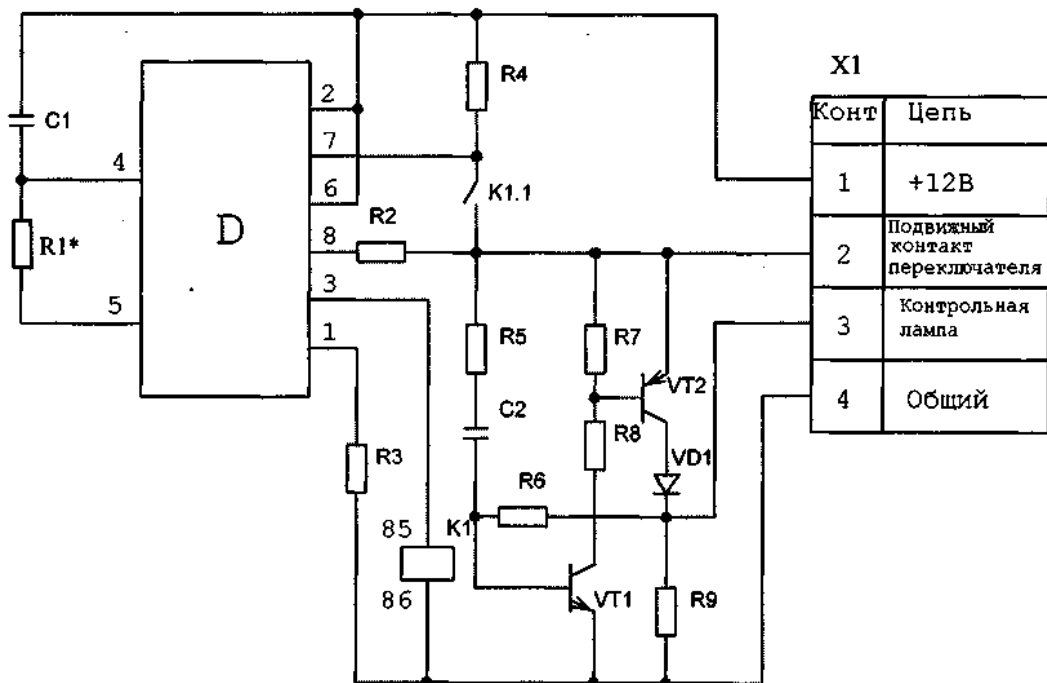 X1
Конт Цепь
1 +12В
2 Подвижный
контакт
переключателя
3 Контрольная
лампа
4 Общий
C1
R1*
4
5
D
2
7
6
8
3
1
R4
K1.1
R2
R5
R7
C2
VT2
R8
VD1
R3
R6
85
K1
86
VT1
R9